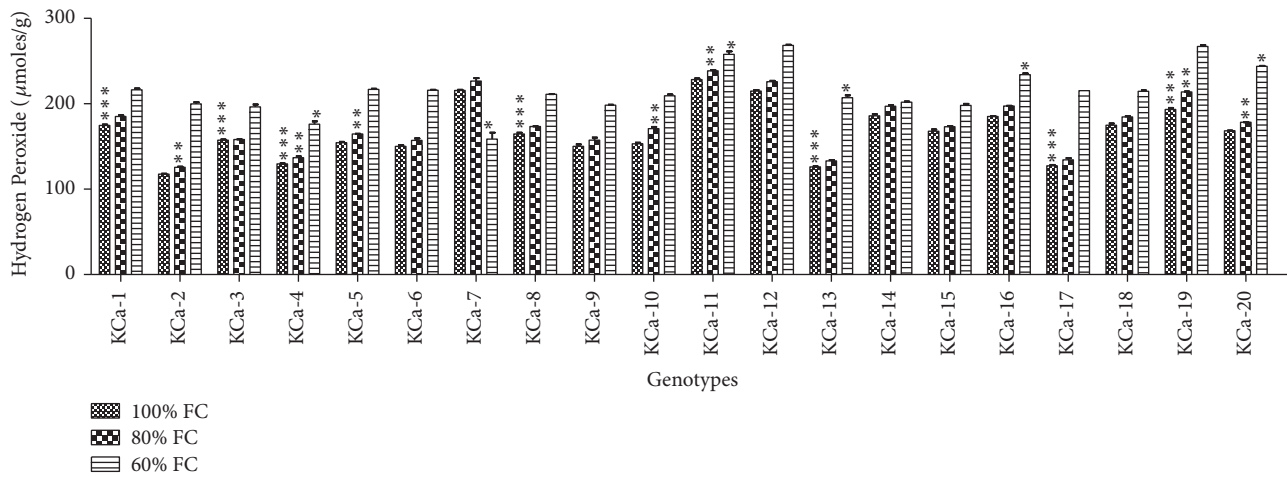 Hydrogen Peroxide (μmoles/g)
300
200
100
0
***
**
***
***
**
*
**
*
***
**
**
*
***
*
*
***
***
**
**
*
KCa-1
KCa-2
KCa-3
KCa-4
KCa-5
KCa-6
KCa-7
KCa-8
KCa-9
KCa-10
KCa-11
KCa-12
KCa-13
KCa-14
KCa-15
KCa-16
KCa-17
KCa-18
KCa-19
KCa-20
Genotypes
100% FC
80% FC
60% FC